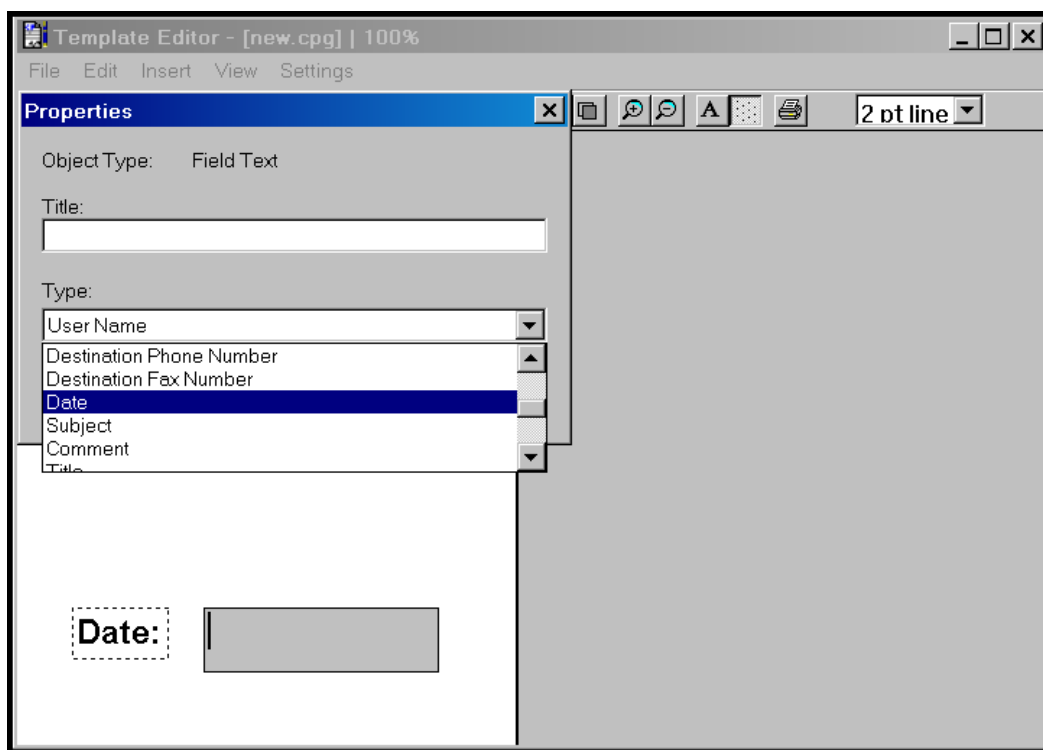 Template Editor - [new.cpg] | 100%
File Edit Insert View Settings
Properties
A
2 pt line
Object Type: Field Text
Title:
Type:
User Name
Destination Phone Number
Destination Fax Number
Date
Subject
Comment
Title
Date: